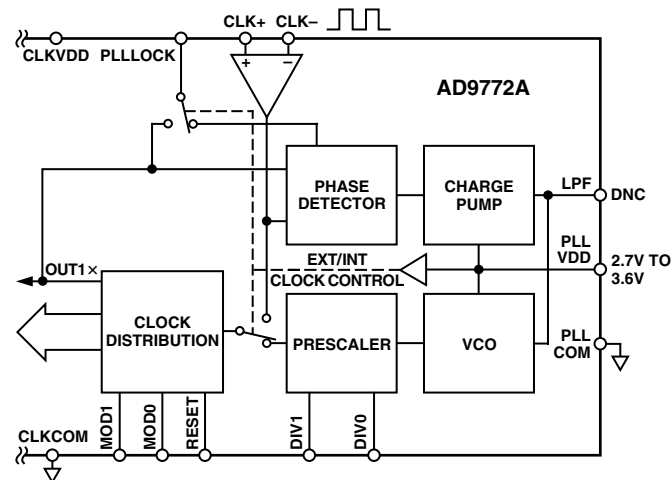 CLK+ CLK–
CLKVDD PLLLOCK
+ –
AD9772A
PHASE
DETECTOR
CHARGE
PUMP
LPF
DNC
PLL
VDD
2.7V TO
3.6V
OUT1×
EXT/INT
CLOCK CONTROL
CLOCK
DISTRIBUTION
PRESCALER
VCO
PLL
COM
CLKCOM
MOD1
MOD0
RESET
DIV1
DIV0